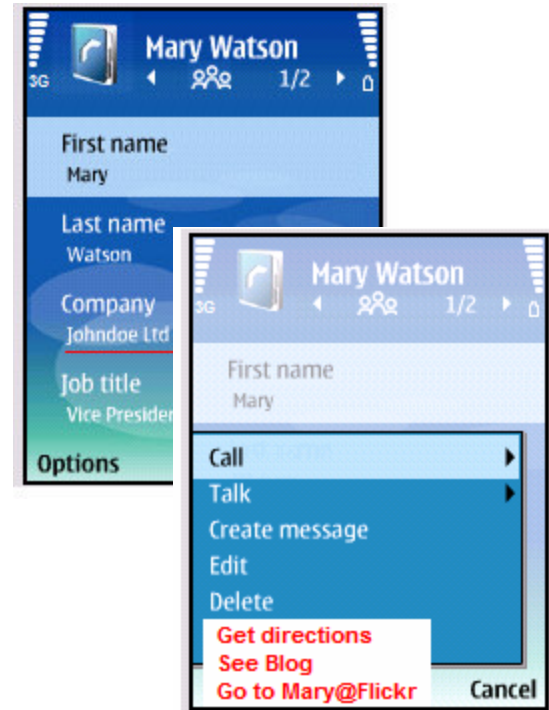 Mary Watson
3G
1/2
First name
Mary
Last name
Watson
Company
Johndoe Ltd
Job title
Vice Presider
Options
Mary Watson
3G
1/2
First name
Mary
Call
Talk
Create message
Edit
Delete
Get directions
See Blog
Go to Mary@Flickr
Cancel